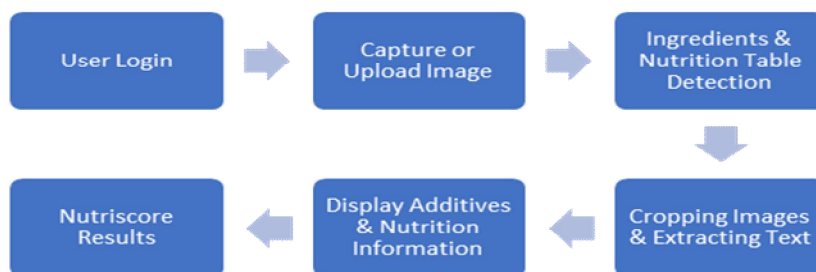 User Login
Capture or
Upload Image
Ingredients &
Nutrition Table
Detection
Cropping Images
& Extracting Text
Display Additives
& Nutrition
Information
Nutriscore
Results